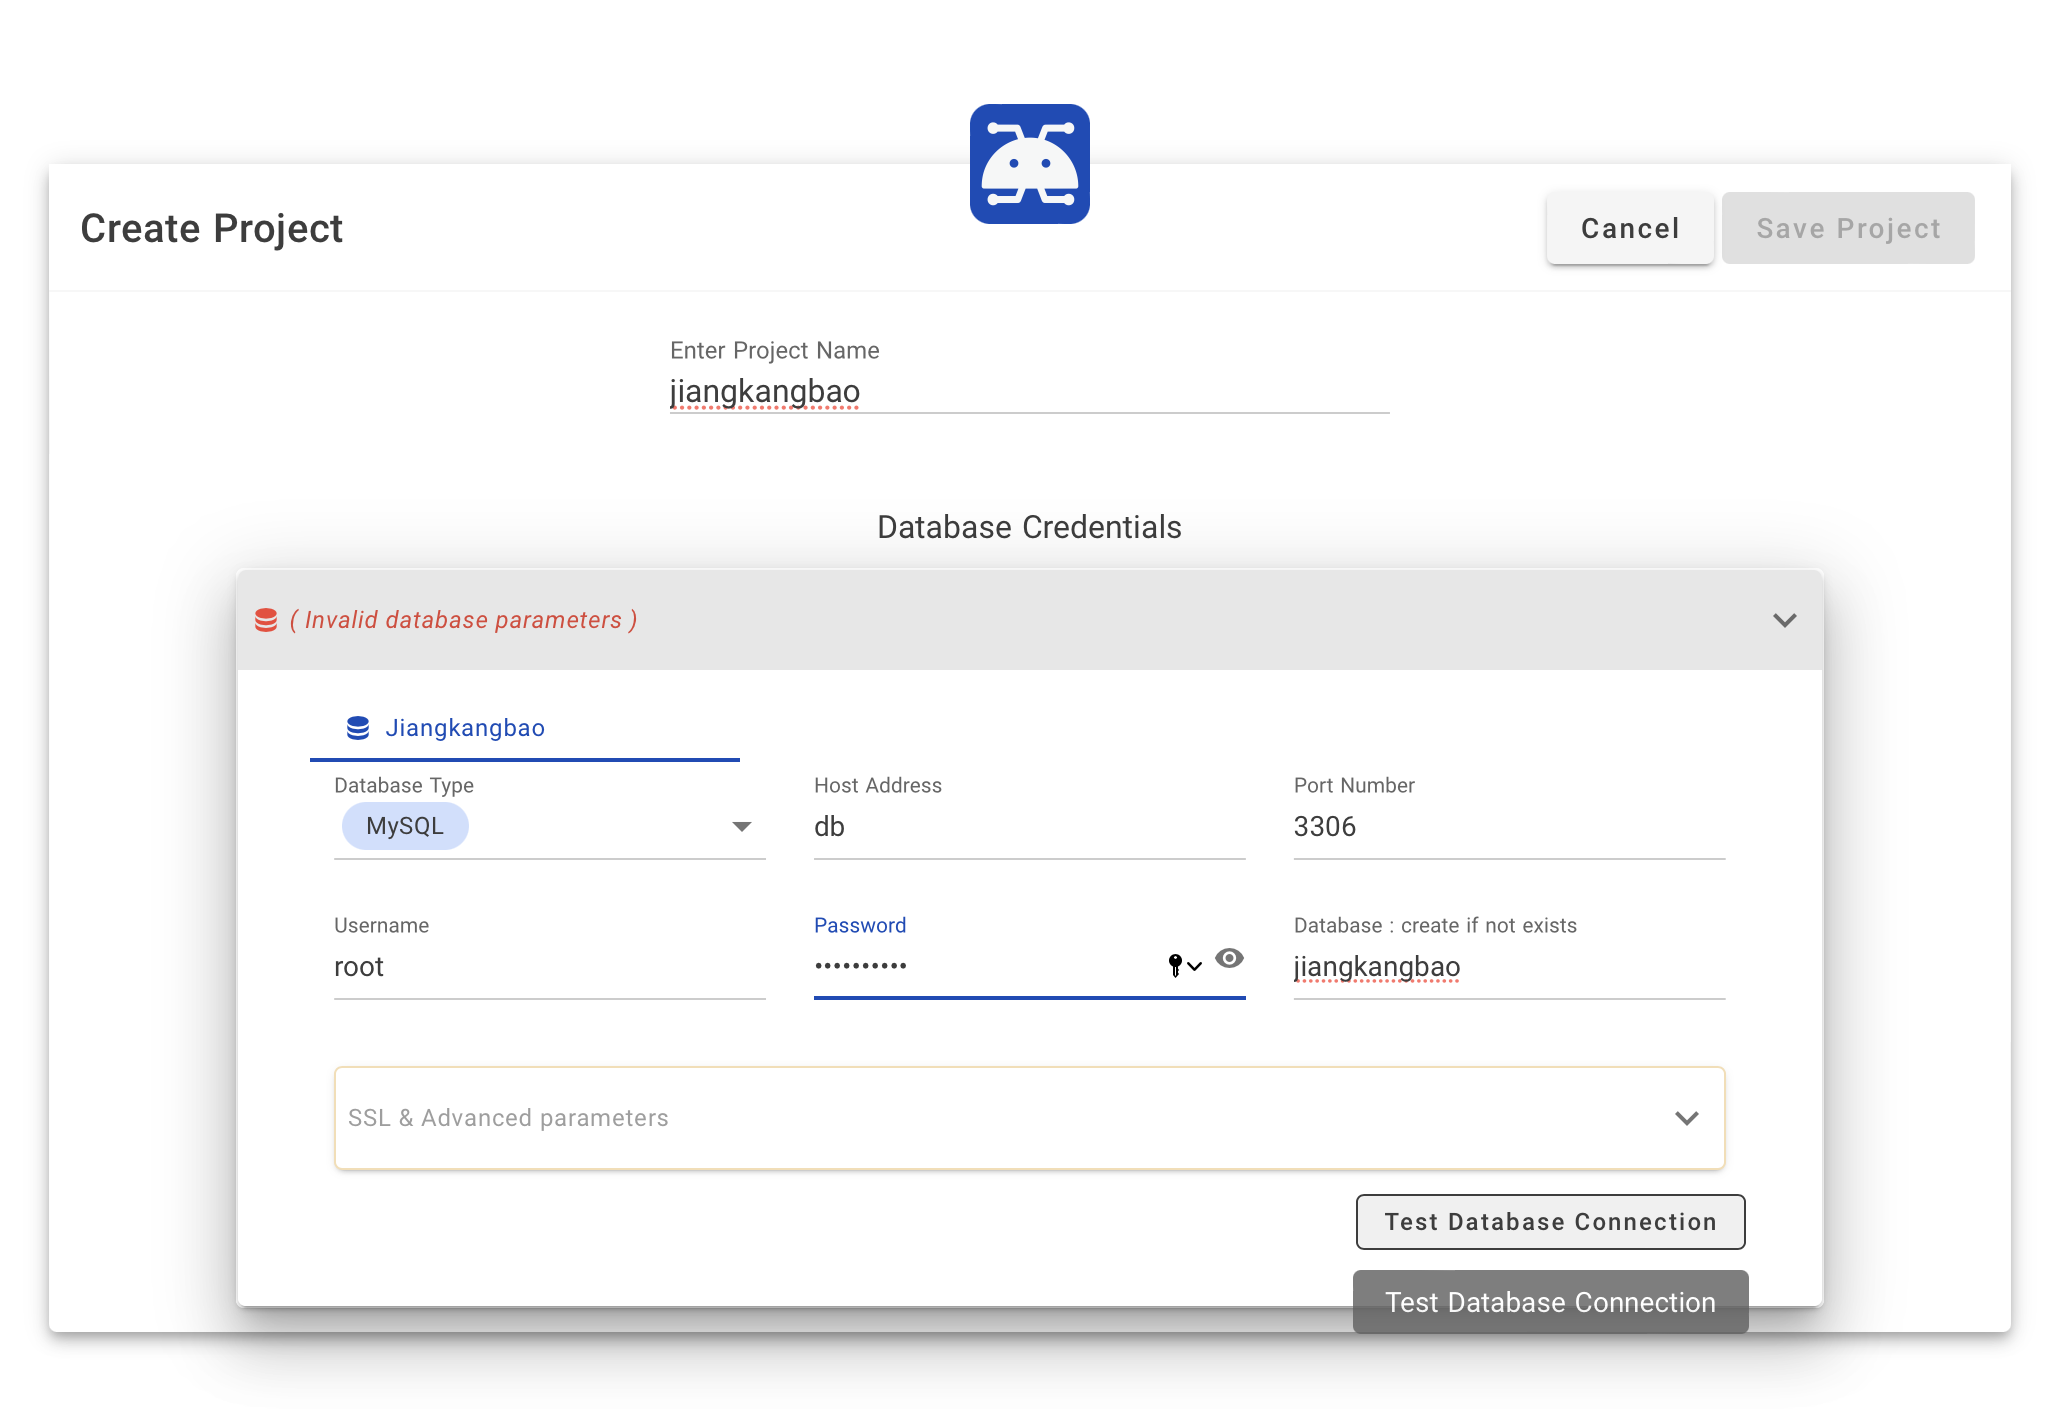 Create Project
Cancel
Save Project
Enter Project Name
jiangkangbao
Database Credentials
( Invalid database parameters )
Jiangkangbao
Database Type
Host Address
Port Number
MySQL
db
3306
Username
Password
Database : create if not exists
root
••••••••••
jiangkangbao
SSL & Advanced parameters
Test Database Connection
Test Database Connection